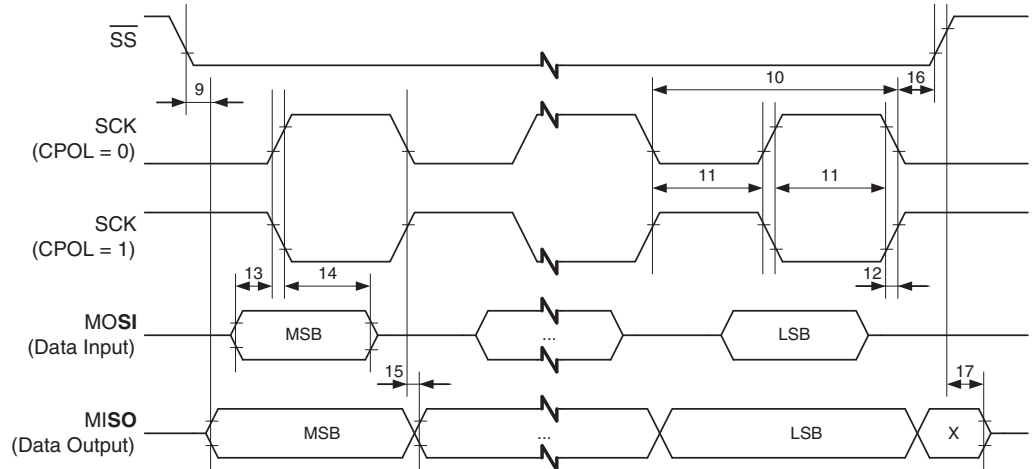 SS
10
16
9
SCK
(CPOL = 0)
11
11
SCK
(CPOL = 1)
13
14
12
MOSI
(Data Input)
MSB
...
LSB
15
17
MISO
(Data Output)
MSB
...
LSB
X